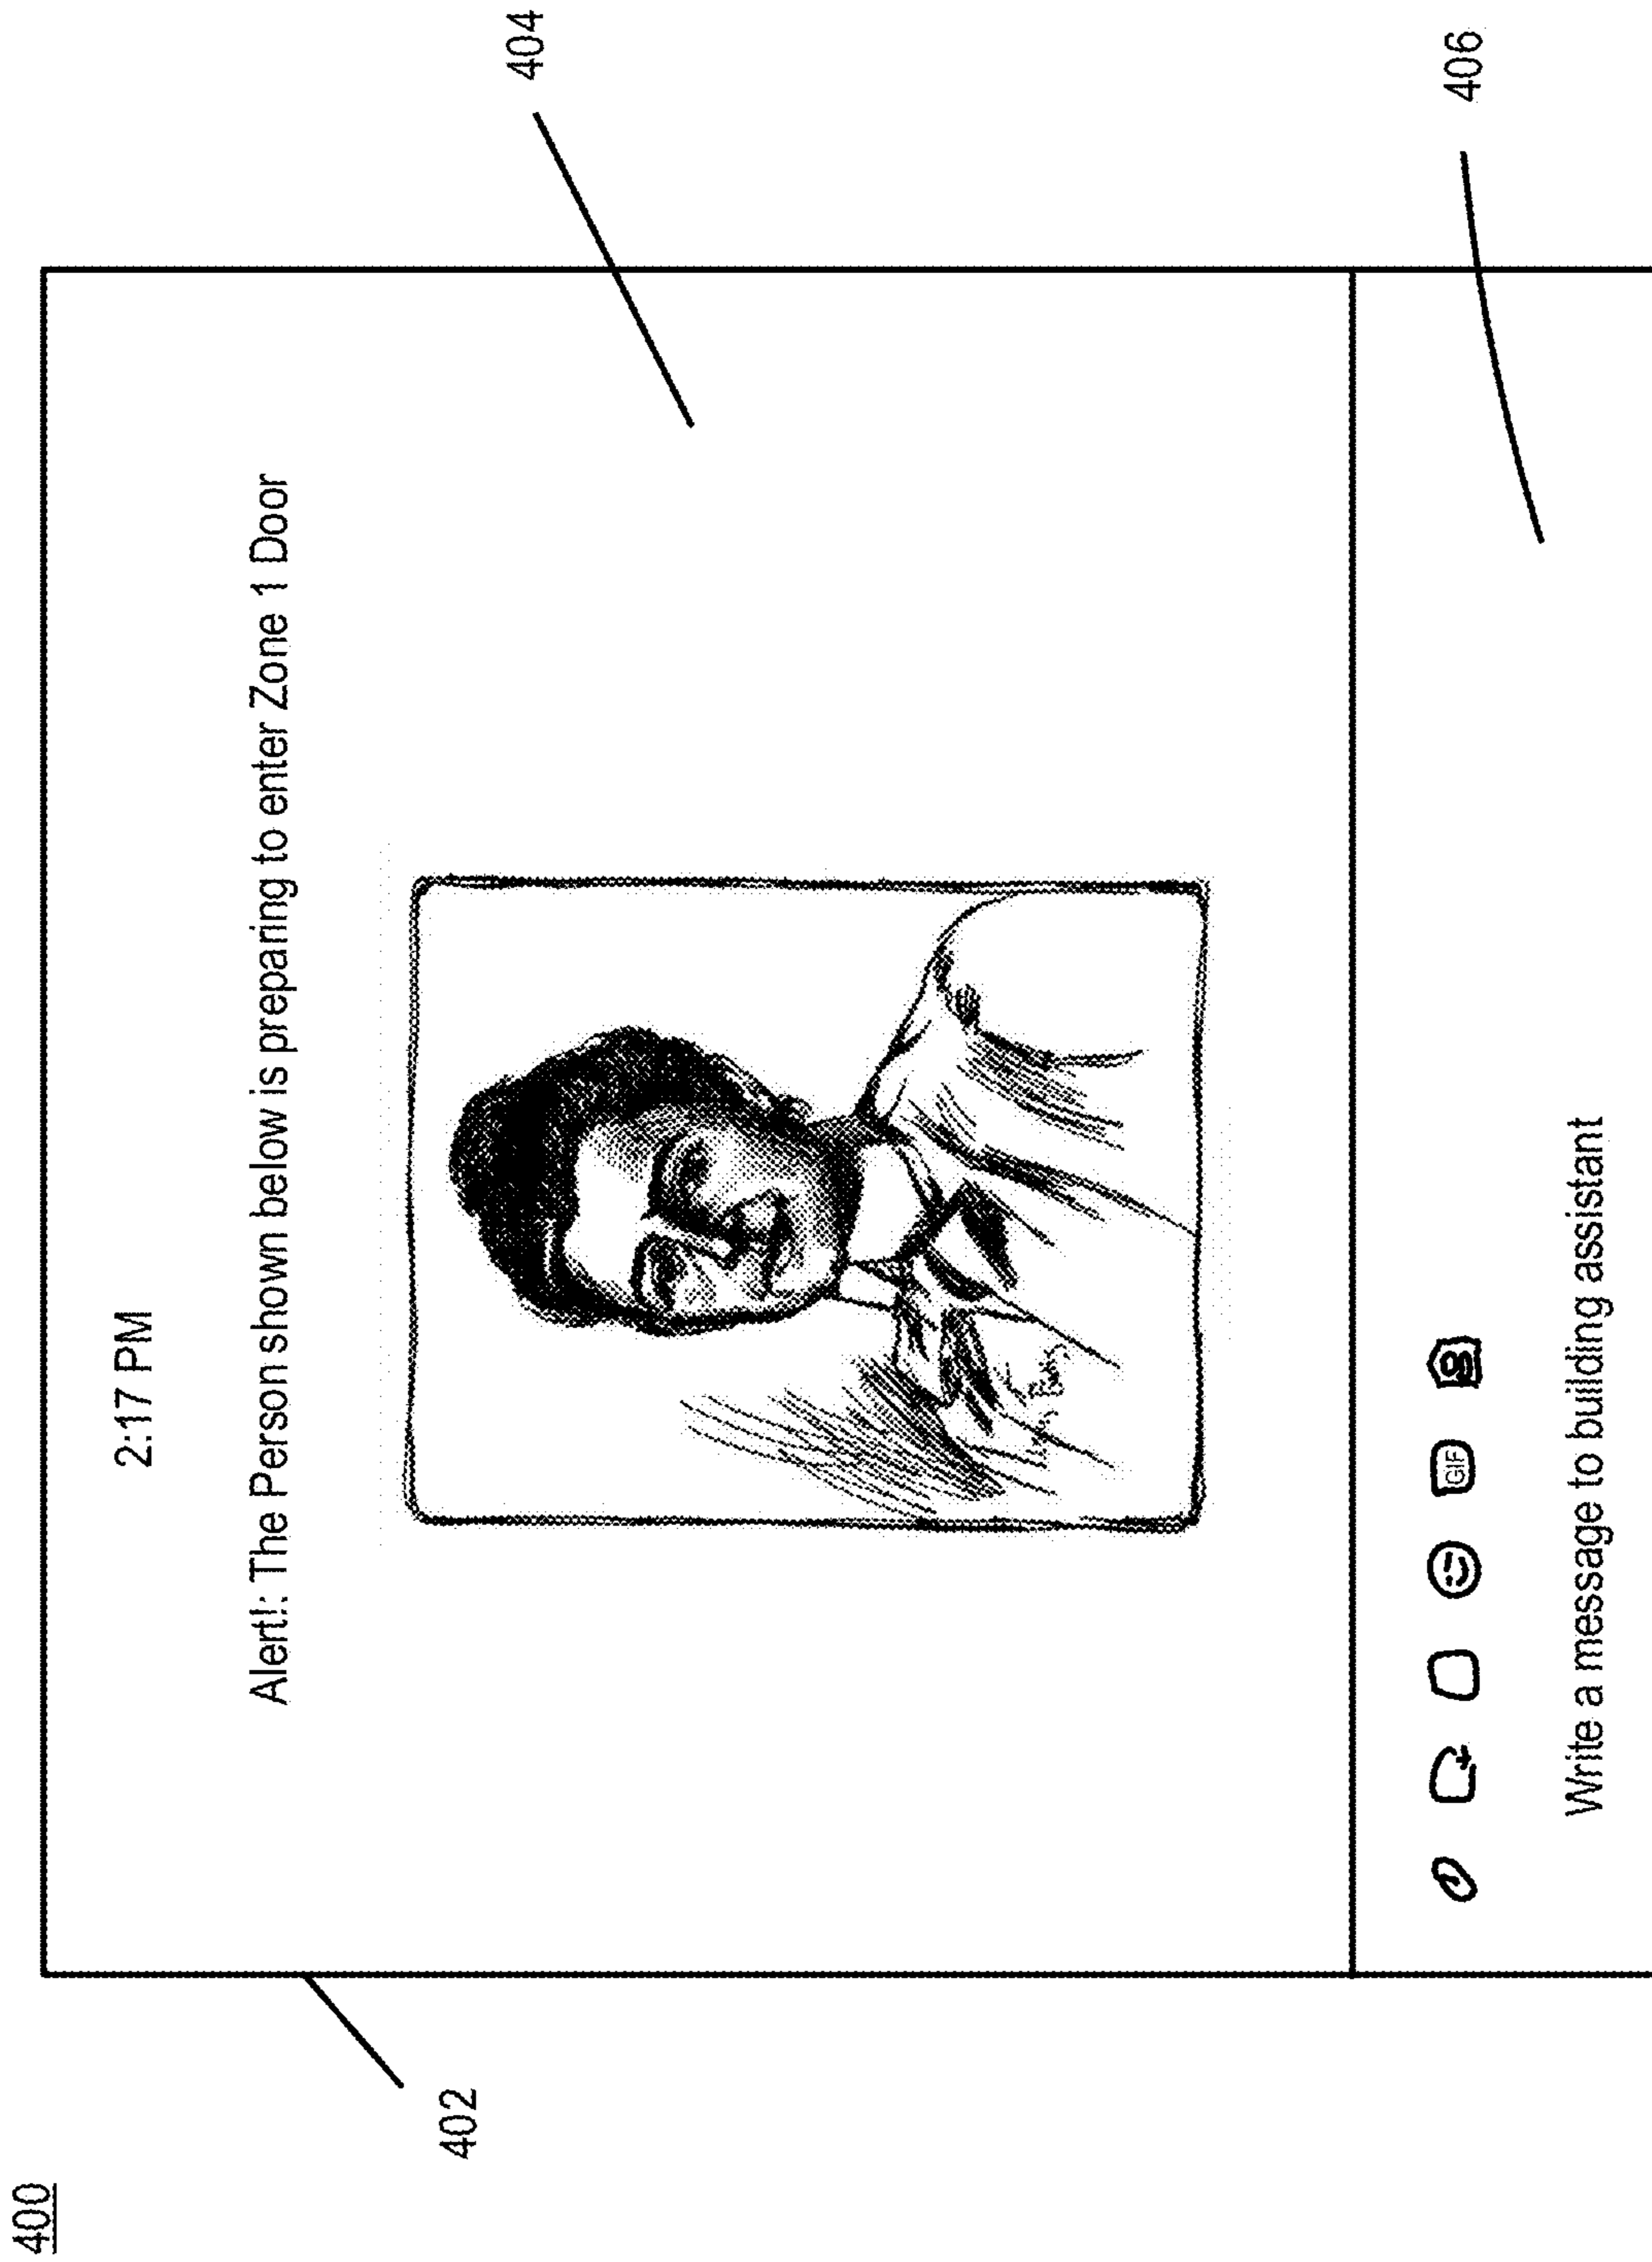 400
402
404
2:17 PM
Alert!: The Person shown below is preparing to enter Zone 1 Door
406
GIF
Write a message to building assistant